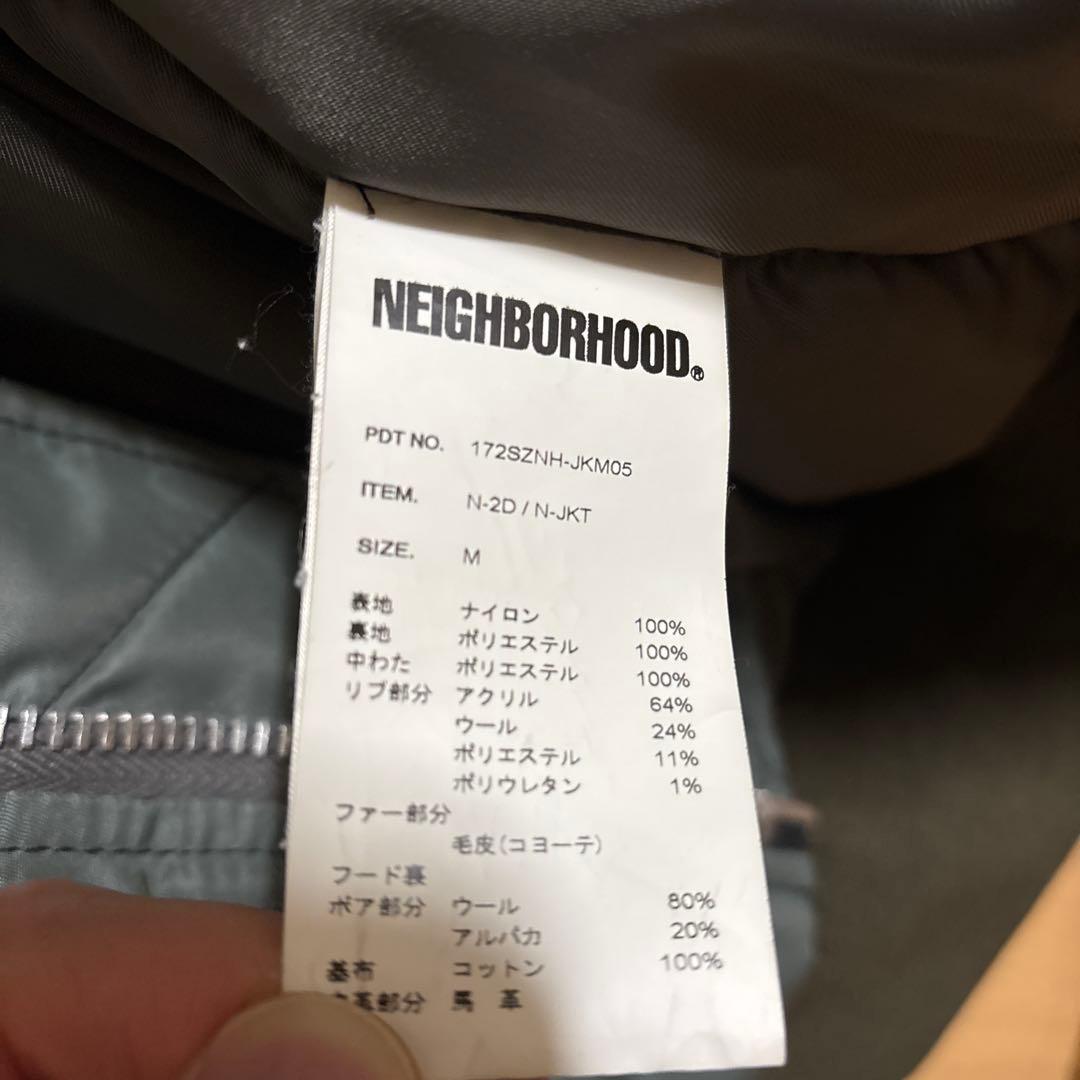 NEIGHBORHOOD®
PDT NO. 172SZNH-JKM05
ITEM. N-2D / N-JKT
SIZE. M
表地 ナイロン 100%
裏地 ポリエステル 100%
中わた ポリエステル 100%
リブ部分 アクリル 64%
ウール 24%
ポリエステル 11%
ポリウレタン 1%
ファー部分
毛皮(コヨーテ)
フード裏
ボア部分 ウール 80%
アルパカ 20%
基布 コットン 100%
革部分 馬 革